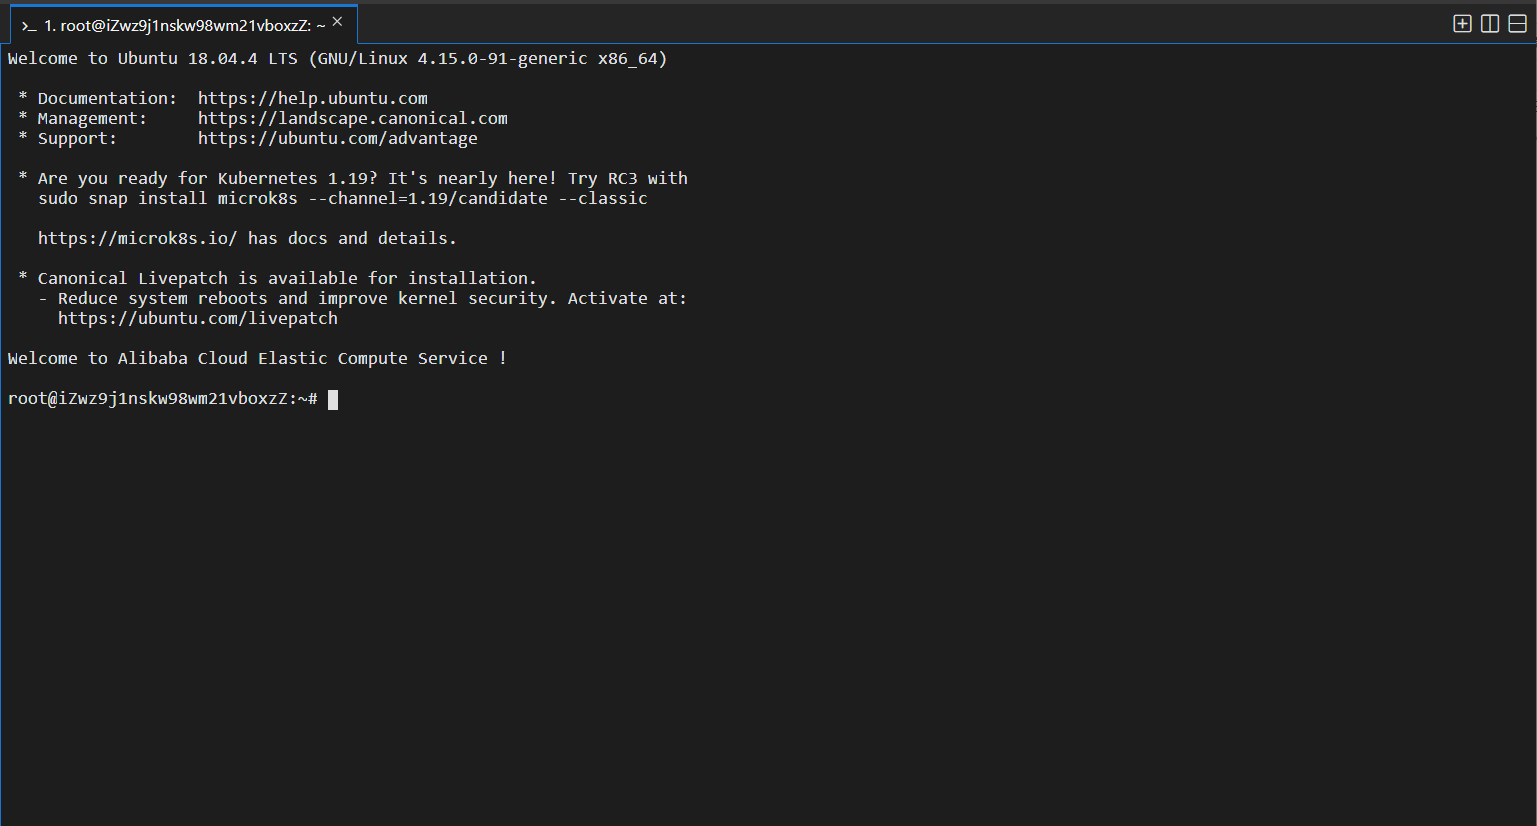 >_ 1. root@iZwz9j1nskw98wm21vboxzZ: ~ ×
Welcome to Ubuntu 18.04.4 LTS (GNU/Linux 4.15.0-91-generic x86_64)
* Documentation:  https://help.ubuntu.com
* Management:     https://landscape.canonical.com
* Support:        https://ubuntu.com/advantage
* Are you ready for Kubernetes 1.19? It's nearly here! Try RC3 with
sudo snap install microk8s --channel=1.19/candidate --classic
https://microk8s.io/ has docs and details.
* Canonical Livepatch is available for installation.
- Reduce system reboots and improve kernel security. Activate at:
https://ubuntu.com/livepatch
Welcome to Alibaba Cloud Elastic Compute Service !
root@iZwz9j1nskw98wm21vboxzZ:~#